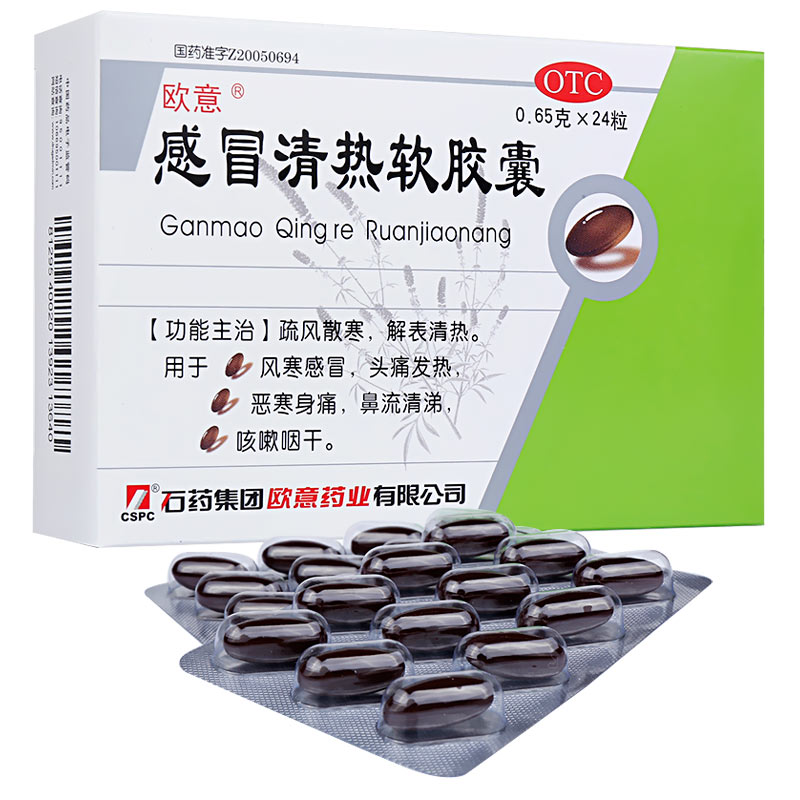 国药准字Z20050694
欧意®
OTC
0.65克×24粒
感冒清热软胶囊
Ganmao Qing re Ruanjiaonang
【功能主治】疏风散寒，解表清热。
用于 风寒感冒，头痛发热，
恶寒身痛，鼻流清涕，
咳嗽咽干。
CSPC® 石药集团欧意药业有限公司